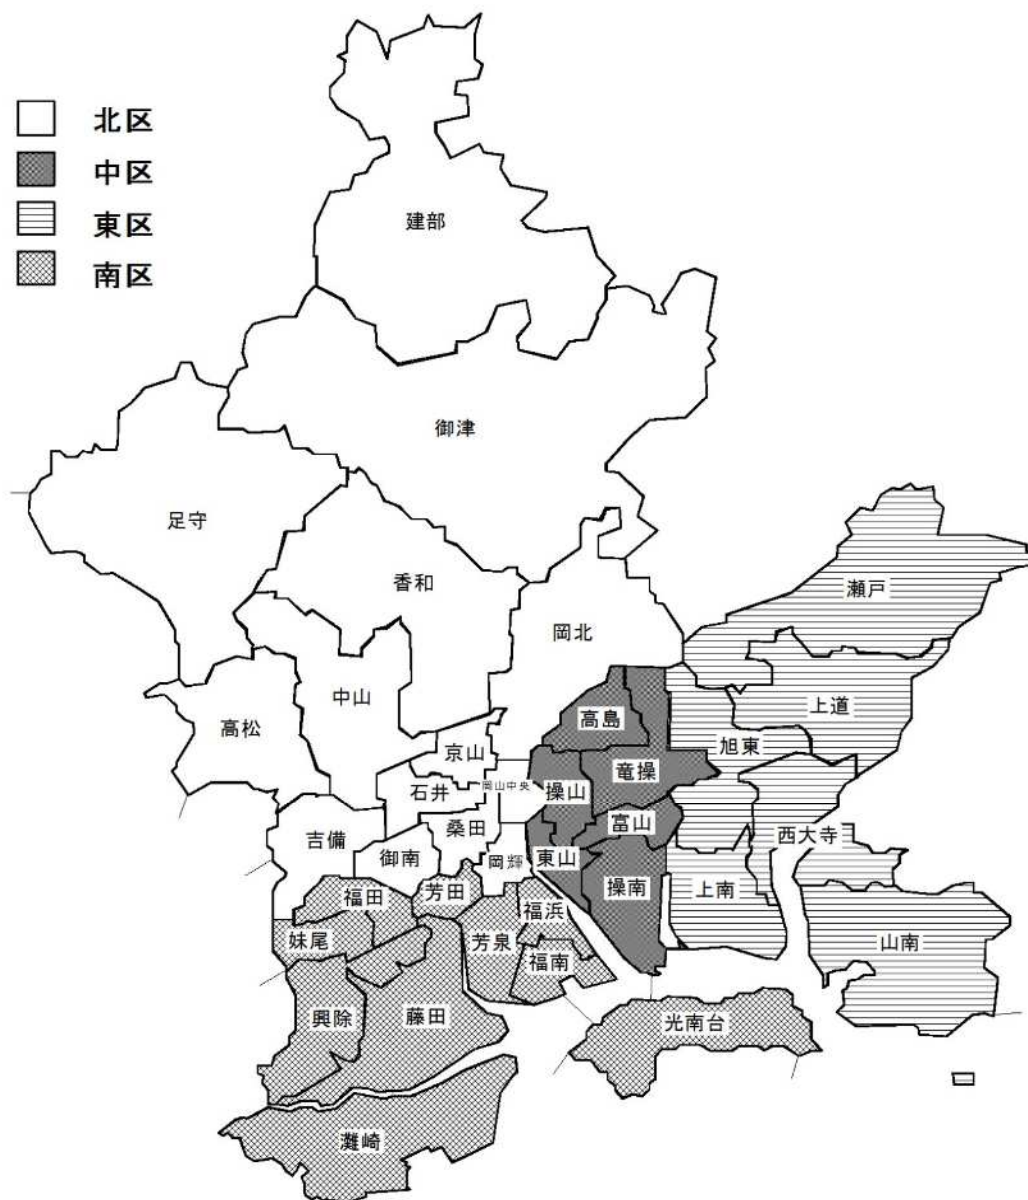 北区
中区
東区
南区
建部
御津
足守
香和
瀬戸
岡北
中山
上道
高島
高松
旭東
京山
竜操
岡山中央
石井
操山
富山
桑田
西大寺
吉備
御南
岡輝
東山
操南
上南
福田
芳田
福浜
妹尾
芳泉
山南
福南
興除
藤田
光南台
灘崎